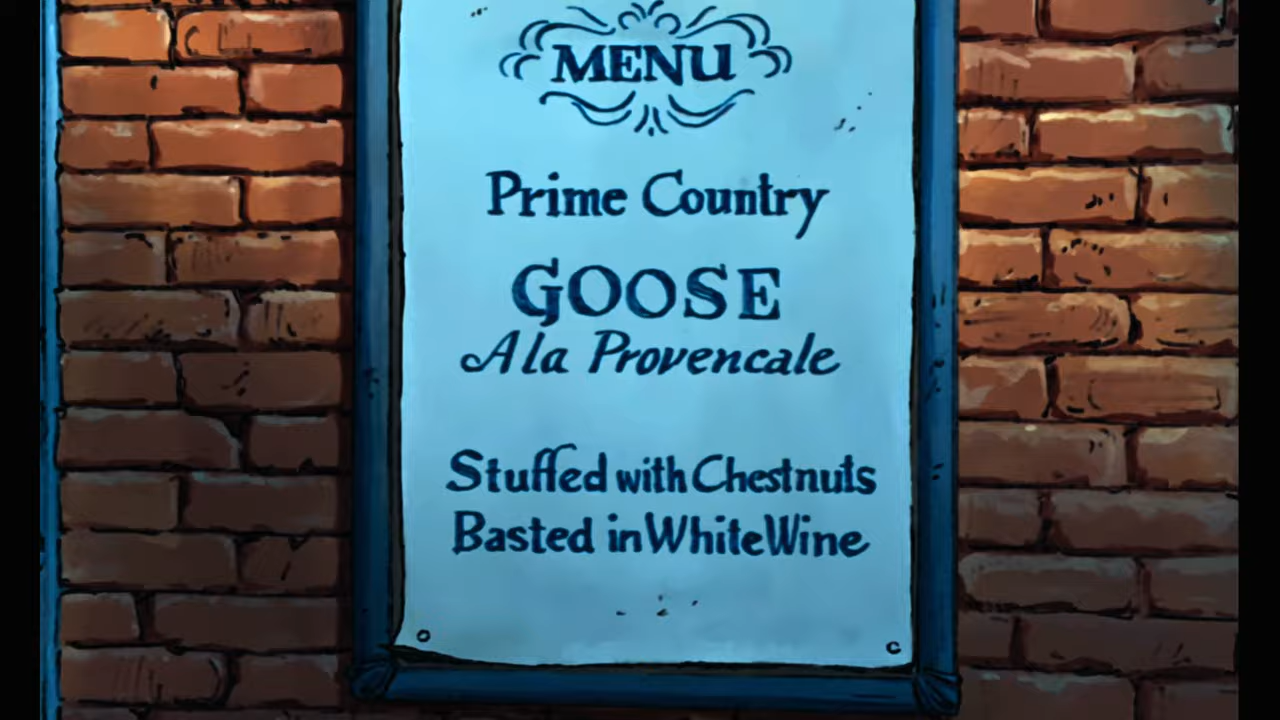 MENU
Prime Country
GOOSE
A la Provencale
Stuffed with Chestnuts
Basted in White Wine